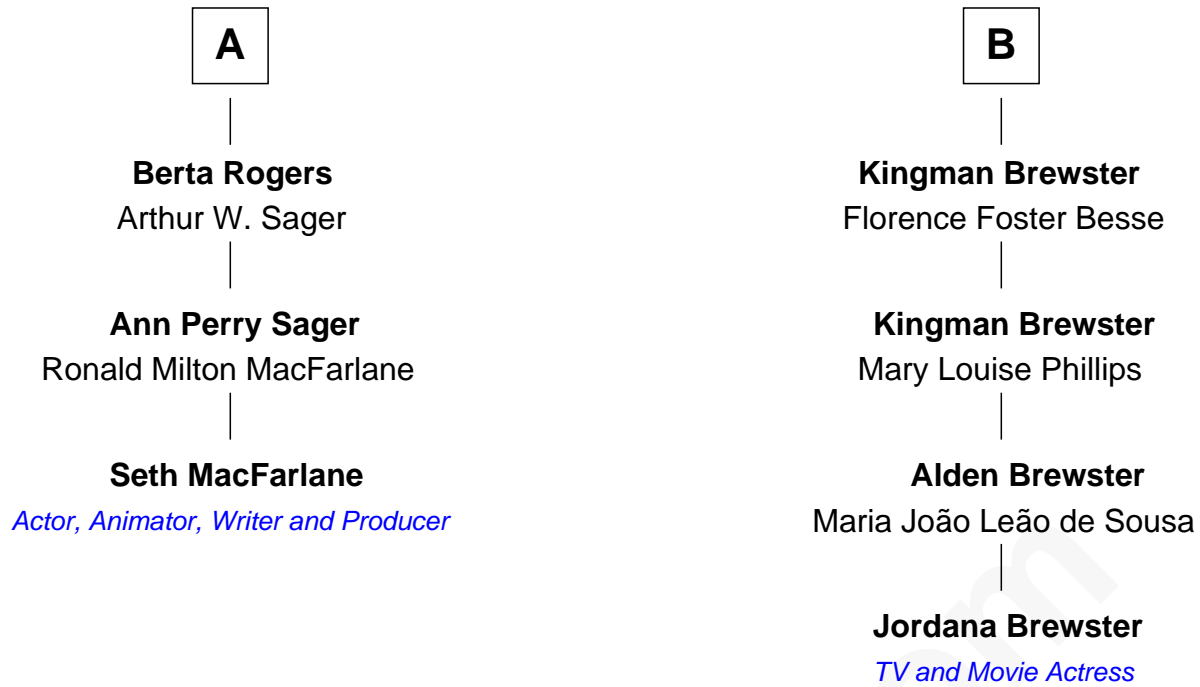 A
Berta Rogers
Arthur W. Sager
Ann Perry Sager
Ronald Milton MacFarlane
Seth MacFarlane
Actor, Animator, Writer and Producer
B
Kingman Brewster
Florence Foster Besse
Kingman Brewster
Mary Louise Phillips
Alden Brewster
Maria João Leão de Sousa
Jordana Brewster
TV and Movie Actress